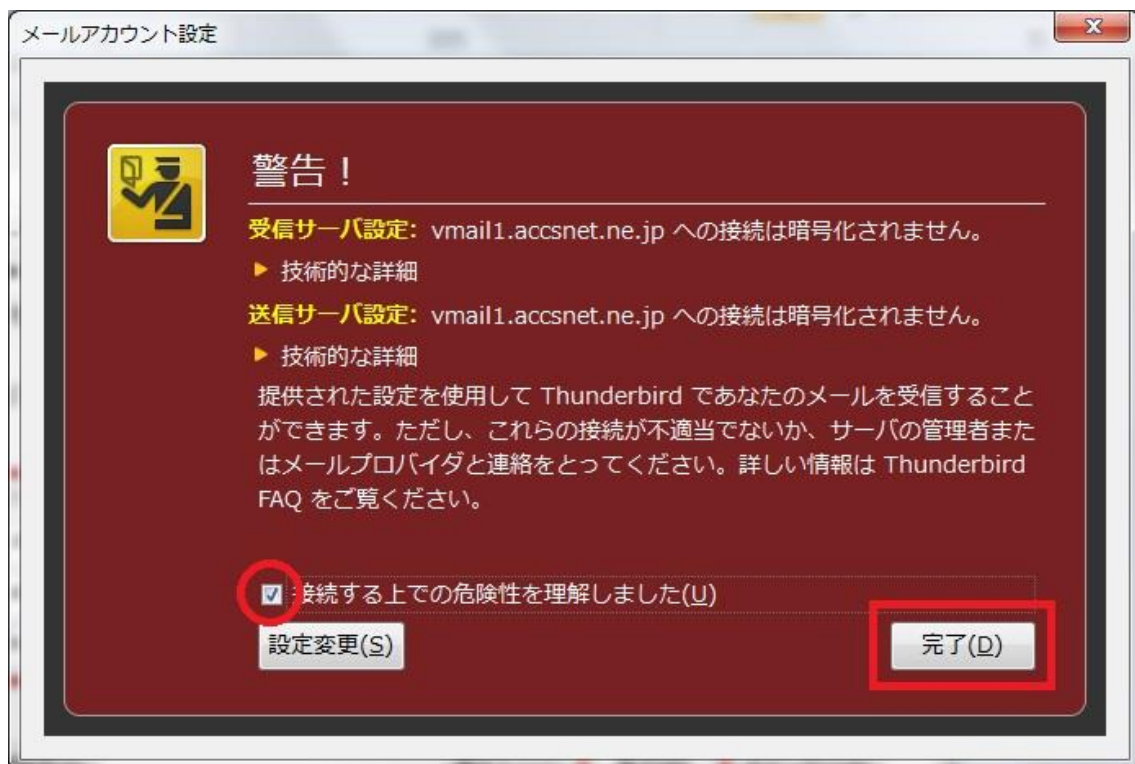 メールアカウント設定
警告！
受信サーバ設定: vmail1.accsnet.ne.jp への接続は暗号化されません。
技術的な詳細
送信サーバ設定: vmail1.accsnet.ne.jp への接続は暗号化されません。
技術的な詳細
提供された設定を使用して Thunderbird であなたのメールを受信すること
ができます。ただし、これらの接続が不適当でないか、サーバの管理者また
はメールプロバイダと連絡をとってください。詳しい情報は Thunderbird
FAQ をご覧ください。
接続する上での危険性を理解しました(U)
設定変更(S)
完了(D)